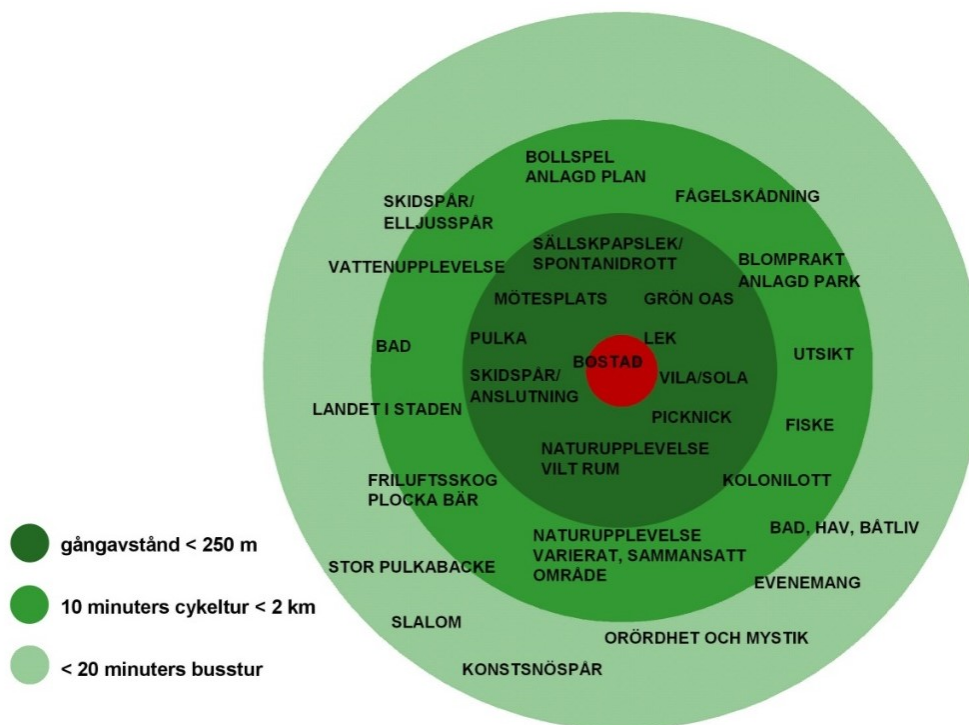 BOLLSPEL
ANLAGD PLAN
FÅGELSKÅDNING
SKIDSPÅR/
ELLJUSSPÅR
SÄLLSKPAPSLEK/
SPONTANIDROTT
BLOMPRAKT
ANLAGD PARK
VATTENUPPLEVELSE
MÖTESPLATS
GRÖN OAS
BAD
PULKA
LEK
UTSIKT
BOSTAD
SKIDSPÅR/
ANSLUTNING
VILA/SOLA
LANDET I STADEN
PICKNICK
FISKE
NATURUPPLEVELSE
VILT RUM
FRILUFTSSKOG
PLOCKA BÄR
KOLONILOTT
NATURUPPLEVELSE
VARIERAT, SAMMANSATT
OMRÅDE
BAD, HAV, BÅTLIV
STOR PULKABACKE
EVENEMANG
SLALOM
ORÖRDHET OCH MYSTIK
KONSTSNÖSPÅR
gångavstånd < 250 m
10 minuters cykeltur < 2 km
< 20 minuters busstur